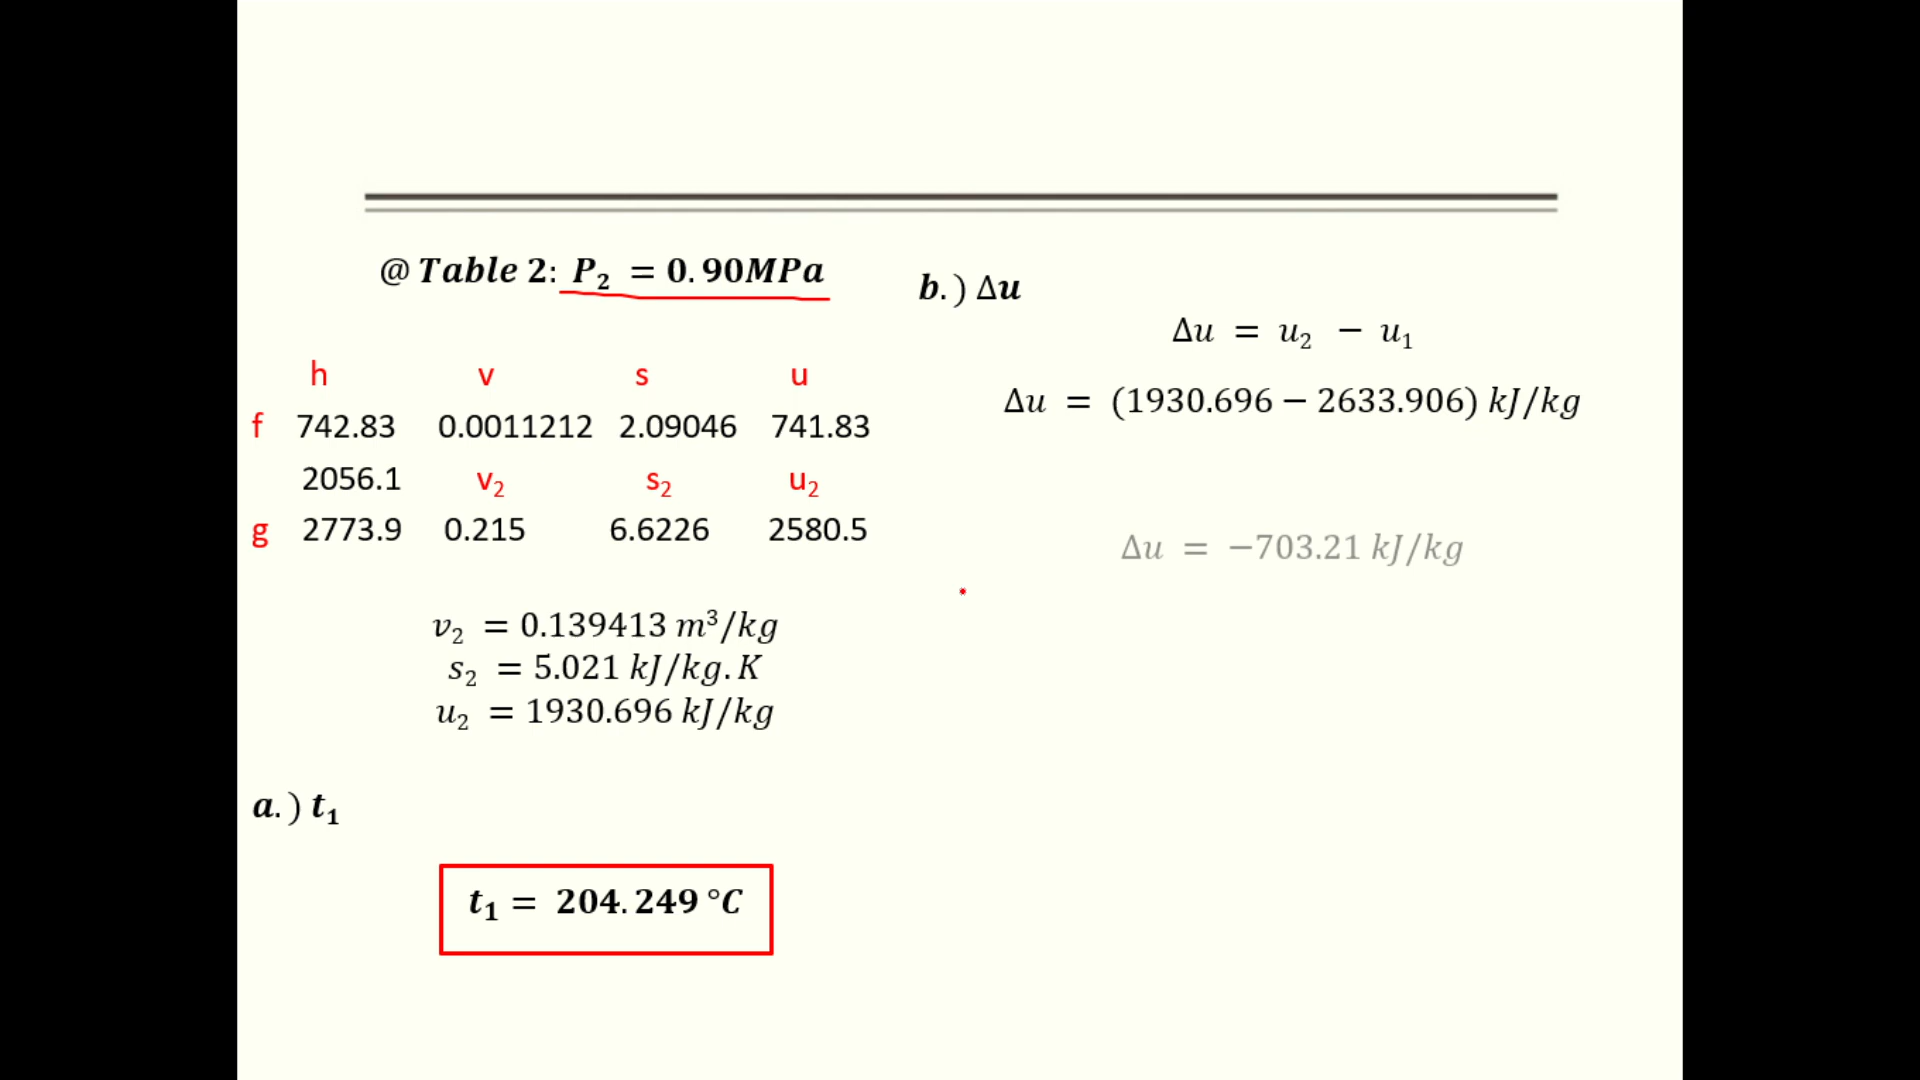 @ Table 2: P₂ = 0.90MPa
h v s u
f 742.83 0.0011212 2.09046 741.83
2056.1 v₂ s₂ u₂
g 2773.9 0.215 6.6226 2580.5
v₂ = 0.139413 m³/kg
s₂ = 5.021 kJ/kg.K
u₂ = 1930.696 kJ/kg
a.) t₁
t₁ = 204.249 °C
b.) Δu
Δu = u₂ − u₁
Δu = (1930.696 − 2633.906) kJ/kg
Δu = −703.21 kJ/kg